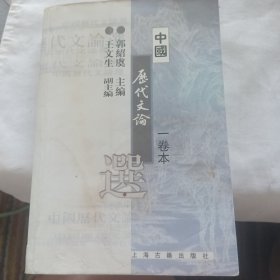 中國
歷代文論
選
一卷本
郭紹虞 主編
王文生 副主編
上海古籍出版社